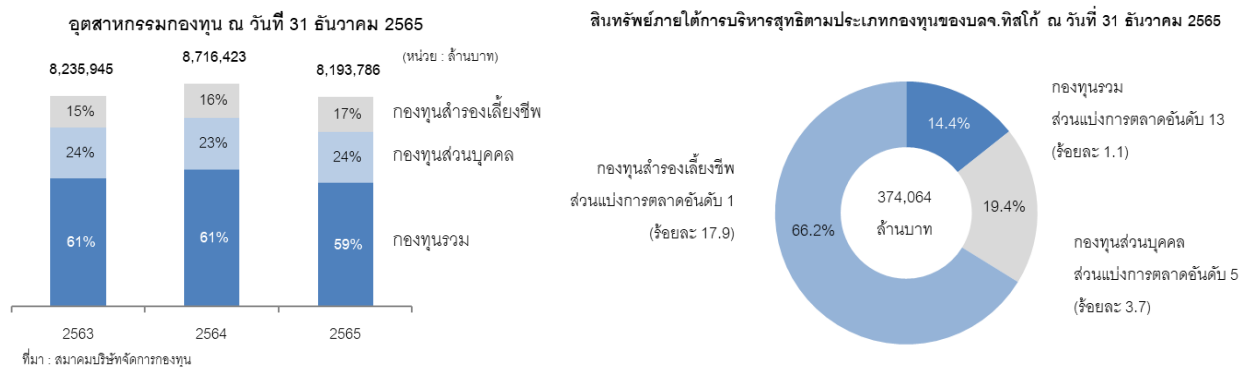 อุตสาหกรรมกองทุน ณ วันที่ 31 ธันวาคม 2565
(หน่วย : ล้านบาท)
8,235,945
8,716,423
8,193,786
15%
16%
17%
กองทุนสำรองเลี้ยงชีพ
24%
23%
24%
กองทุนส่วนบุคคล
61%
61%
59%
กองทุนรวม
2563
2564
2565
ที่มา : สมาคมบริษัทจัดการกองทุน
สินทรัพย์ภายใต้การบริหารสุทธิตามประเภทกองทุนของบลจ.ทิสโก้ ณ วันที่ 31 ธันวาคม 2565
กองทุนรวม
ส่วนแบ่งการตลาดอันดับ 13
(ร้อยละ 1.1)
14.4%
กองทุนสำรองเลี้ยงชีพ
ส่วนแบ่งการตลาดอันดับ 1
(ร้อยละ 17.9)
66.2%
374,064
ล้านบาท
19.4%
กองทุนส่วนบุคคล
ส่วนแบ่งการตลาดอันดับ 5
(ร้อยละ 3.7)